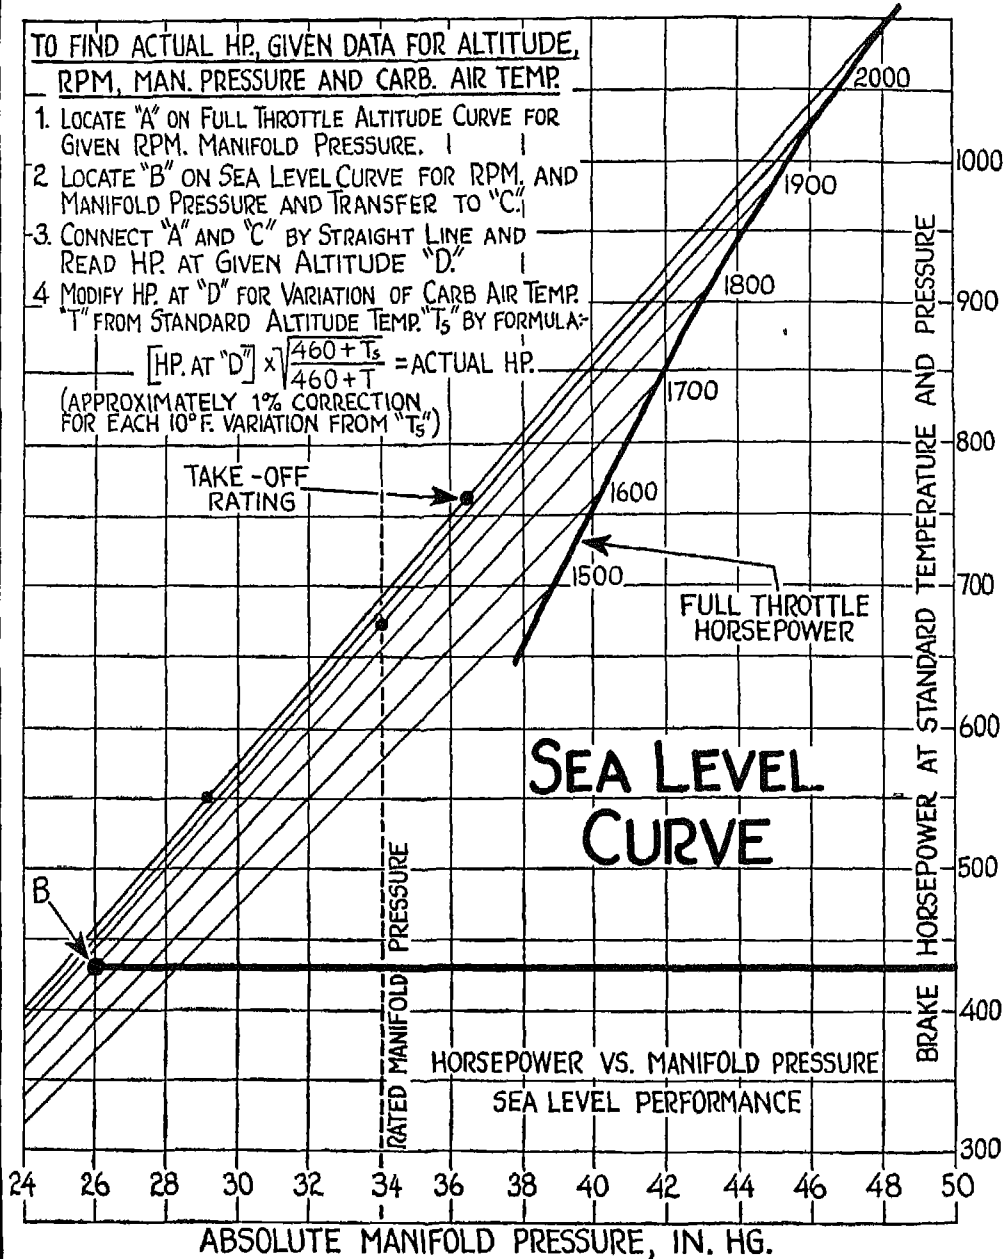 TO FIND ACTUAL HP., GIVEN DATA FOR ALTITUDE,
RPM, MAN. PRESSURE AND CARB. AIR TEMP.
1. LOCATE "A" ON FULL THROTTLE ALTITUDE CURVE FOR
GIVEN RPM. MANIFOLD PRESSURE.
2 LOCATE "B" ON SEA LEVEL CURVE FOR RPM. AND
MANIFOLD PRESSURE AND TRANSFER TO "C".
3. CONNECT "A" AND "C" BY STRAIGHT LINE AND
READ HP. AT GIVEN ALTITUDE "D."
4 MODIFY HP. AT "D" FOR VARIATION OF CARB AIR TEMP.
"T" FROM STANDARD ALTITUDE TEMP. "Ts" BY FORMULA:-
[HP. AT "D"] x √460 + Ts / 460 + T = ACTUAL HP.
(APPROXIMATELY 1% CORRECTION
FOR EACH 10°F. VARIATION FROM "Ts")
TAKE-OFF
RATING
2000
1900
1800
1700
1600
1500
FULL THROTTLE
HORSEPOWER
SEA LEVEL
CURVE
B
RATED MANIFOLD PRESSURE
HORSEPOWER VS. MANIFOLD PRESSURE
SEA LEVEL PERFORMANCE
BRAKE HORSEPOWER AT STANDARD TEMPERATURE AND PRESSURE
1000
900
800
700
600
500
400
300
24 26 28 30 32 34 36 38 40 42 44 46 48 50
ABSOLUTE MANIFOLD PRESSURE, IN. HG.